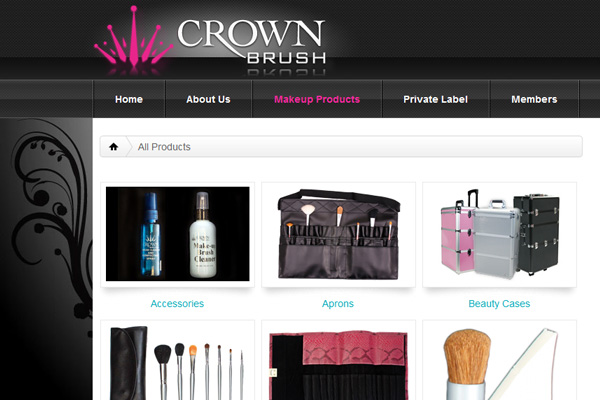 CROWN
BRUSH
Home
About Us
Makeup Products
Private Label
Members
All Products
Make-up
Brush
Cleaner
Accessories
Aprons
Beauty Cases